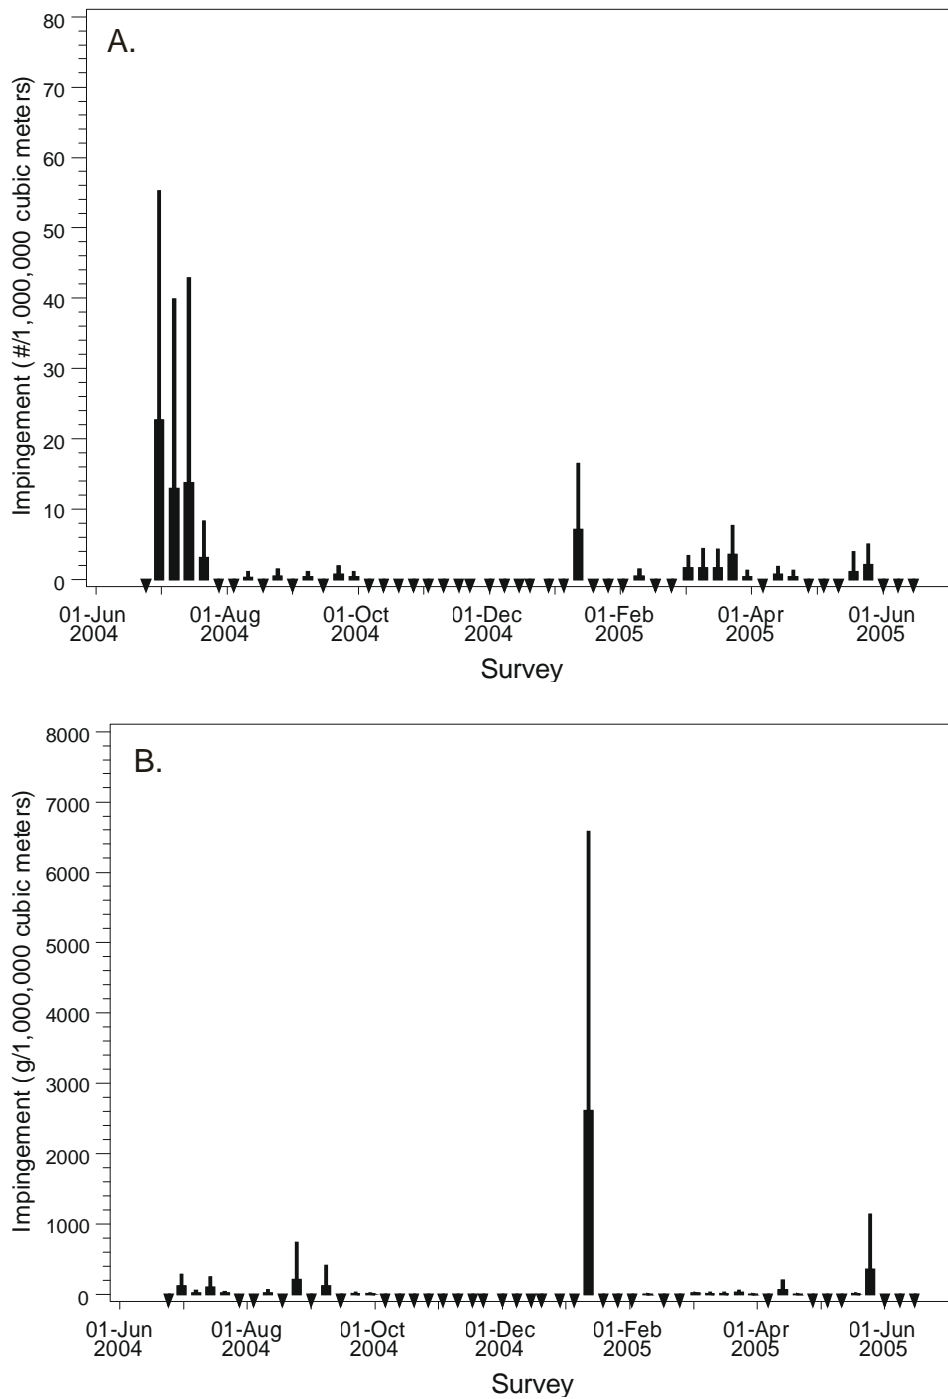 A.
Impingement (#/1,000,000 cubic meters)
80
70
60
50
40
30
20
10
0
01-Jun 01-Aug 01-Oct 01-Dec 01-Feb 01-Apr 01-Jun
2004 2004 2004 2004 2005 2005 2005
Survey
B.
Impingement (g/1,000,000 cubic meters)
8000
7000
6000
5000
4000
3000
2000
1000
0
01-Jun 01-Aug 01-Oct 01-Dec 01-Feb 01-Apr 01-Jun
2004 2004 2004 2004 2005 2005 2005
Survey